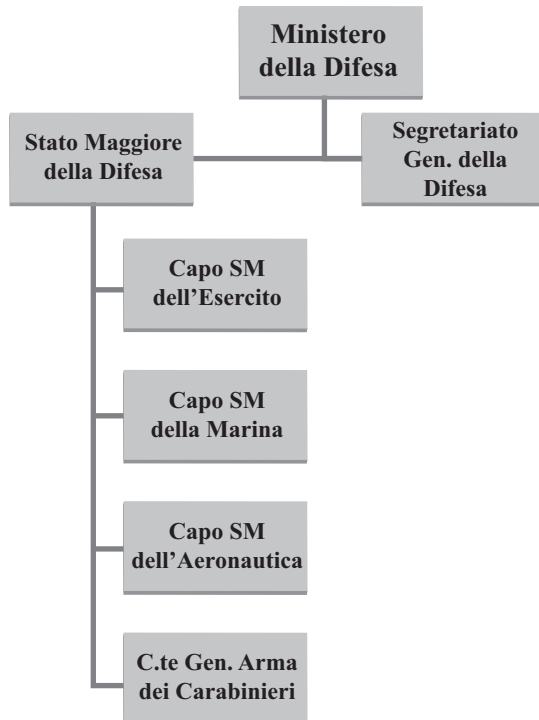 Ministero
della Difesa
Stato Maggiore
della Difesa
Segretariato
Gen. della
Difesa
Capo SM
dell’Esercito
Capo SM
della Marina
Capo SM
dell’Aeronautica
C.te Gen. Arma
dei Carabinieri